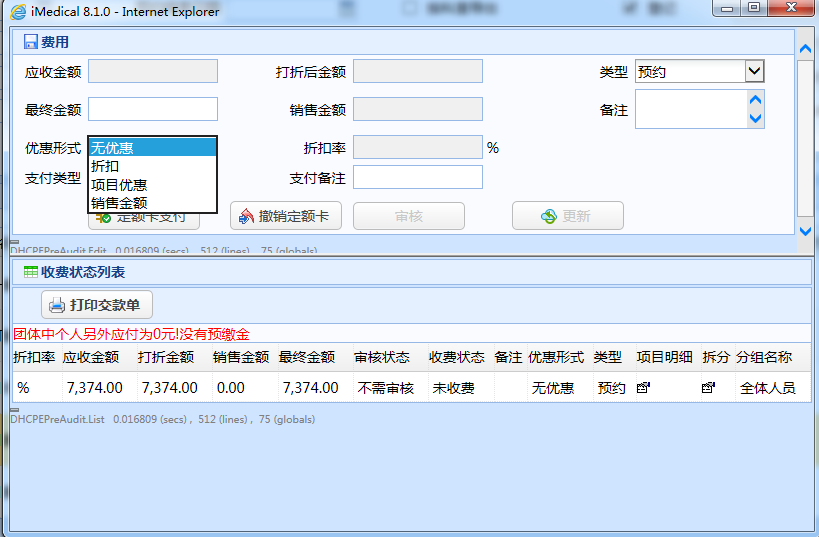 iMedical 8.1.0 - Internet Explorer
费用
应收金额 打折后金额 类型 预约
最终金额 销售金额 备注
优惠形式 无优惠 折扣率 %
折扣
支付类型 项目优惠 支付备注
销售金额
定额卡支付 撤销定额卡 审核 更新
DHCPEPreAudit.Edit 0.016809 (secs) , 512 (lines) , 75 (globals)
收费状态列表
打印交款单
团体中个人另外应付为0元!没有预缴金
折扣率 应收金额 打折金额 销售金额 最终金额 审核状态 收费状态 备注 优惠形式 类型 项目明细 拆分 分组名称
% 7,374.00 7,374.00 0.00 7,374.00 不需审核 未收费 无优惠 预约 全体人员
DHCPEPreAudit.List 0.016809 (secs) , 512 (lines) , 75 (globals)